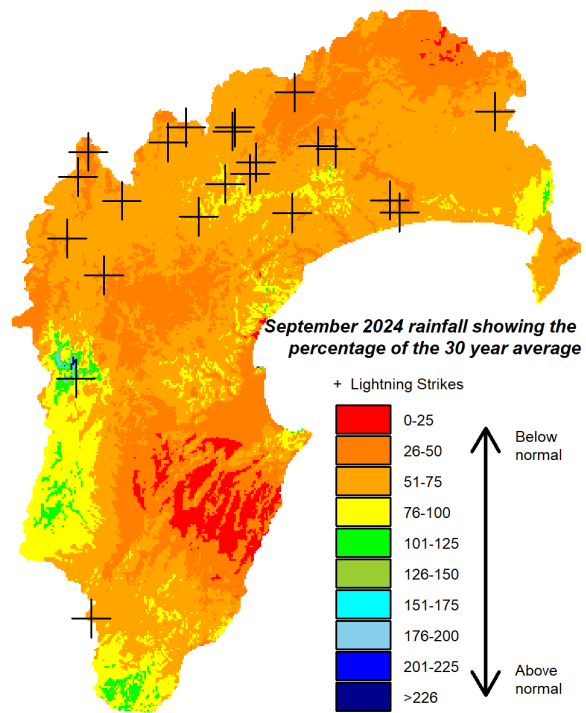 September 2024 rainfall showing the
percentage of the 30 year average
+ Lightning Strikes
0-25
26-50
51-75
76-100
101-125
126-150
151-175
176-200
201-225
>226
Below
normal
Above
normal